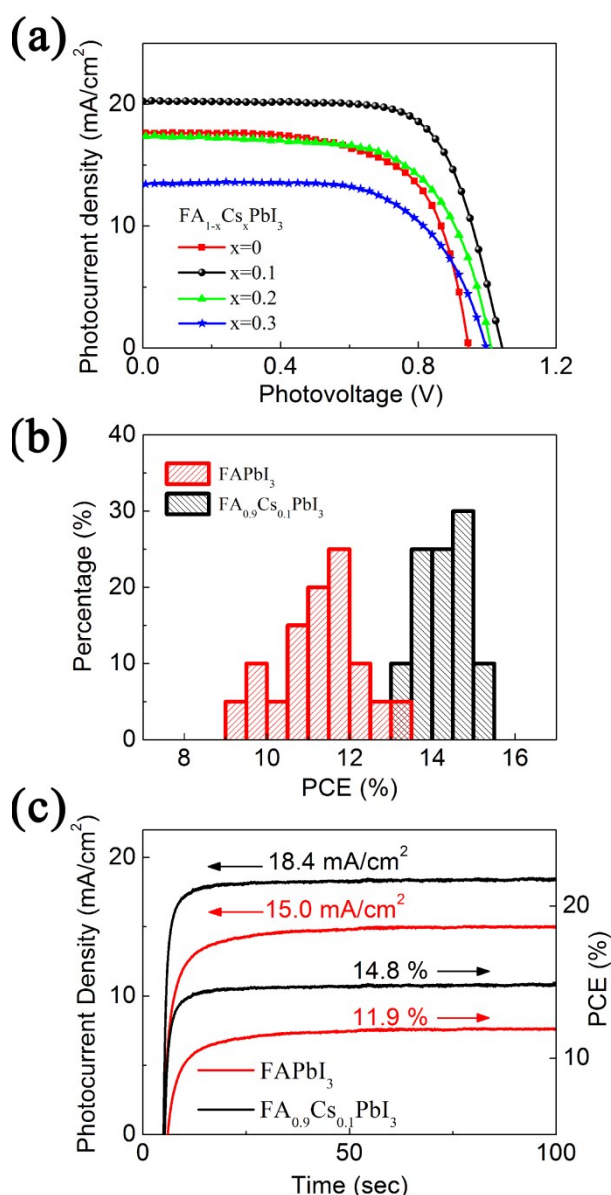 (a)
Photocurrent density (mA/cm²)
20
10
0
FA₁₋ₓCsₓPbI₃
x=0
x=0.1
x=0.2
x=0.3
0.0 0.4 0.8 1.2
Photovoltage (V)
(b)
Percentage (%)
40
30
20
10
0
FAPbI₃
FA₀.₉Cs₀.₁PbI₃
8 10 12 14 16
PCE (%)
(c)
Photocurrent Density (mA/cm²)
20
10
0
18.4 mA/cm²
15.0 mA/cm²
14.8 %
11.9 %
FAPbI₃
FA₀.₉Cs₀.₁PbI₃
20
10
PCE (%)
0 50 100
Time (sec)